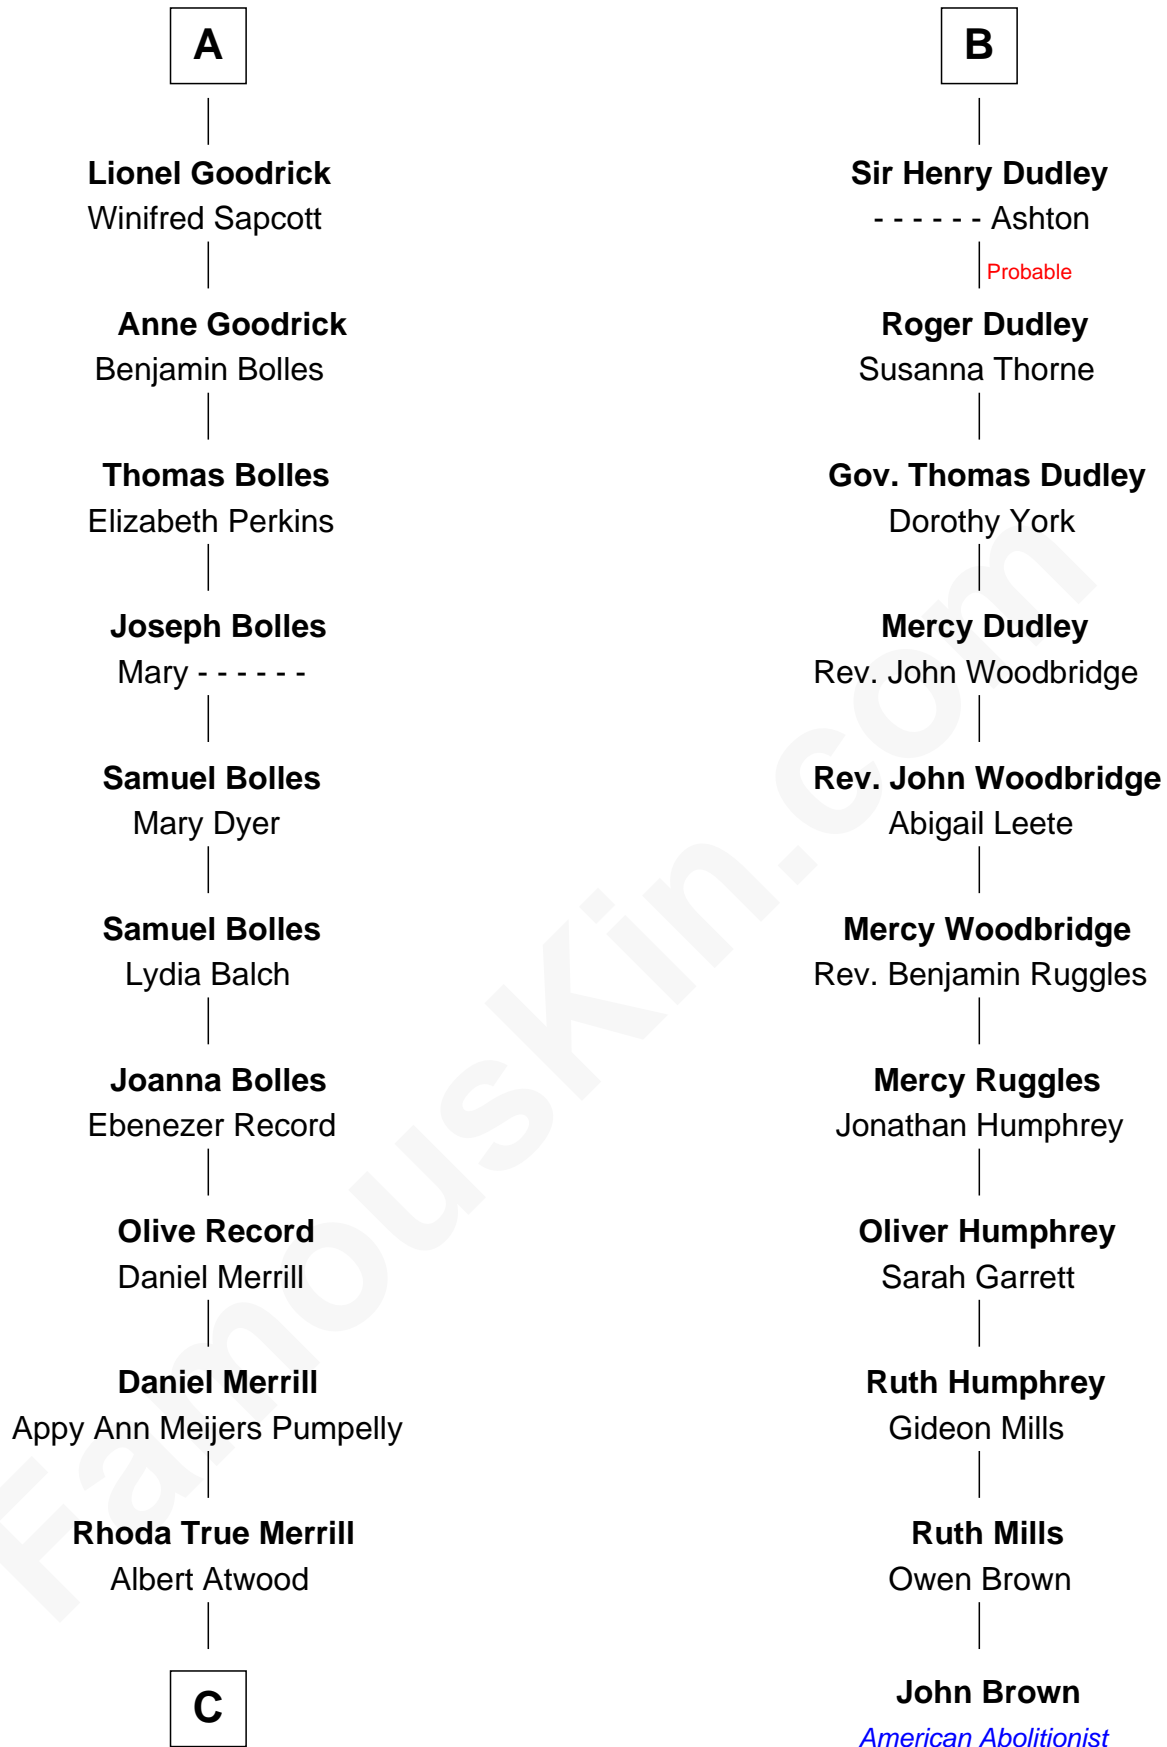 A
Lionel Goodrick
Winifred Sapcott
Anne Goodrick
Benjamin Bolles
Thomas Bolles
Elizabeth Perkins
Joseph Bolles
Mary - - - - - -
Samuel Bolles
Mary Dyer
Samuel Bolles
Lydia Balch
Joanna Bolles
Ebenezer Record
Olive Record
Daniel Merrill
Daniel Merrill
Appy Ann Meijers Pumpelly
Rhoda True Merrill
Albert Atwood
C
B
Sir Henry Dudley
- - - - - - Ashton
Probable
Roger Dudley
Susanna Thorne
Gov. Thomas Dudley
Dorothy York
Mercy Dudley
Rev. John Woodbridge
Rev. John Woodbridge
Abigail Leete
Mercy Woodbridge
Rev. Benjamin Ruggles
Mercy Ruggles
Jonathan Humphrey
Oliver Humphrey
Sarah Garrett
Ruth Humphrey
Gideon Mills
Ruth Mills
Owen Brown
John Brown
American Abolitionist
FamousKin.com